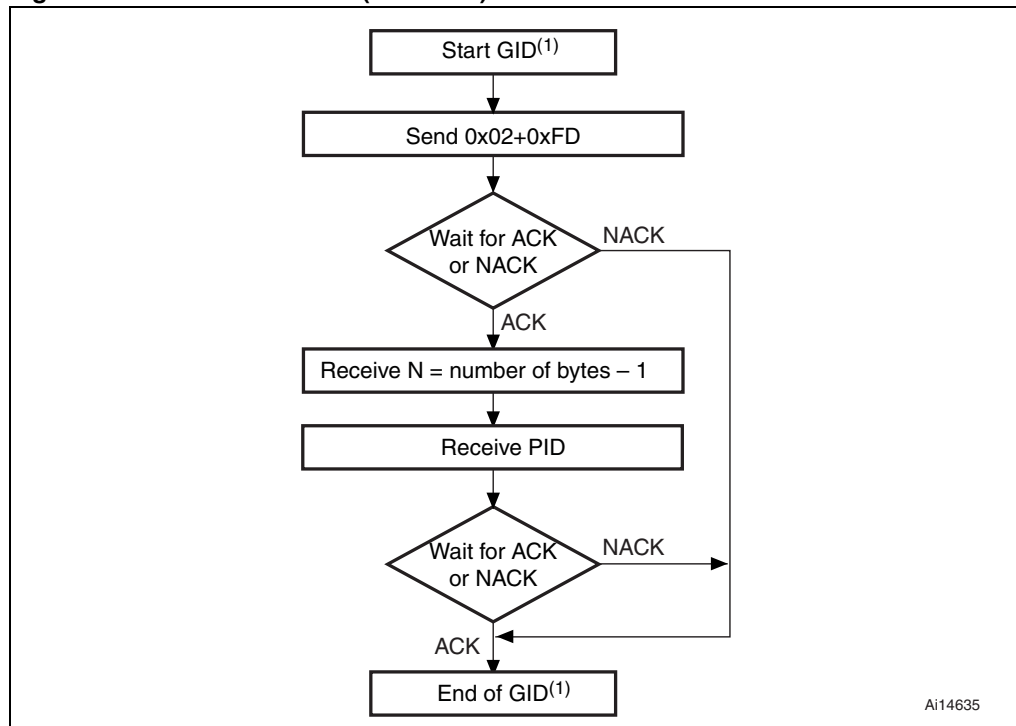 Start GID(1)
Send 0x02+0xFD
Wait for ACK
or NACK
NACK
ACK
Receive N = number of bytes – 1
Receive PID
Wait for ACK
or NACK
NACK
ACK
End of GID(1)
Ai14635